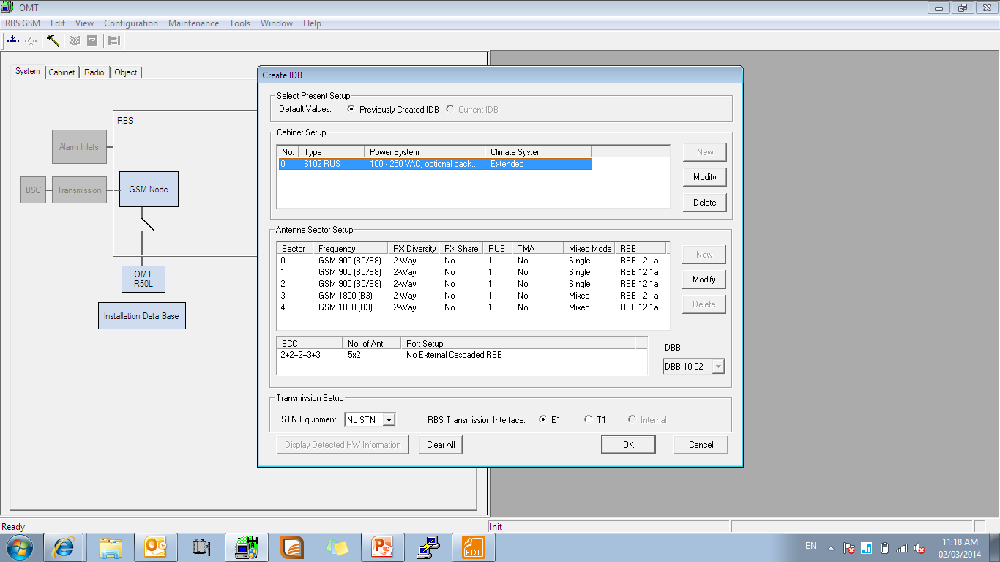 OMT
RBS GSM Edit View Configuration Maintenance Tools Window Help
System Cabinet Radio Object
RBS
Alarm Inlets
BSC Transmission GSM Node
OMT
R50L
Installation Data Base
Create IDB
Select Present Setup
Default Values: Previously Created IDB Current IDB
Cabinet Setup
No. Type Power System Climate System
0 6102 RUS 100 - 250 VAC, optional back... Extended
New
Modify
Delete
Antenna Sector Setup
Sector Frequency RX Diversity RX Share RUS TMA Mixed Mode RBB
0 GSM 900 (B0/B8) 2-Way No 1 No Single RBB 12 1a
1 GSM 900 (B0/B8) 2-Way No 1 No Single RBB 12 1a
2 GSM 900 (B0/B8) 2-Way No 1 No Single RBB 12 1a
3 GSM 1800 (B3) 2-Way No 1 No Mixed RBB 12 1a
4 GSM 1800 (B3) 2-Way No 1 No Mixed RBB 12 1a
New
Modify
Delete
SCC No. of Ant. Port Setup
2+2+2+3+3 5x2 No External Cascaded RBB
DBB
DBB 10 02
Transmission Setup
STN Equipment: No STN RBS Transmission Interface: E1 T1 Internal
Display Detected HW Information Clear All OK Cancel
Ready Init
EN
11:18 AM
02/03/2014
PDF